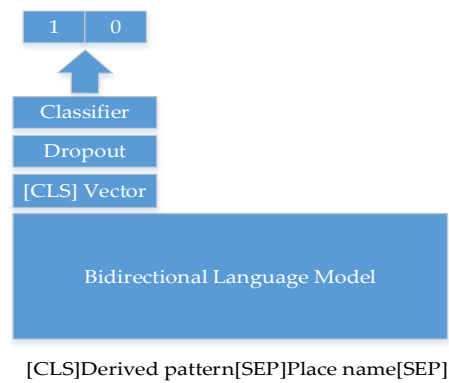 1 0
Classifier
Dropout
[CLS] Vector
Bidirectional Language Model
[CLS]Derived pattern[SEP]Place name[SEP]